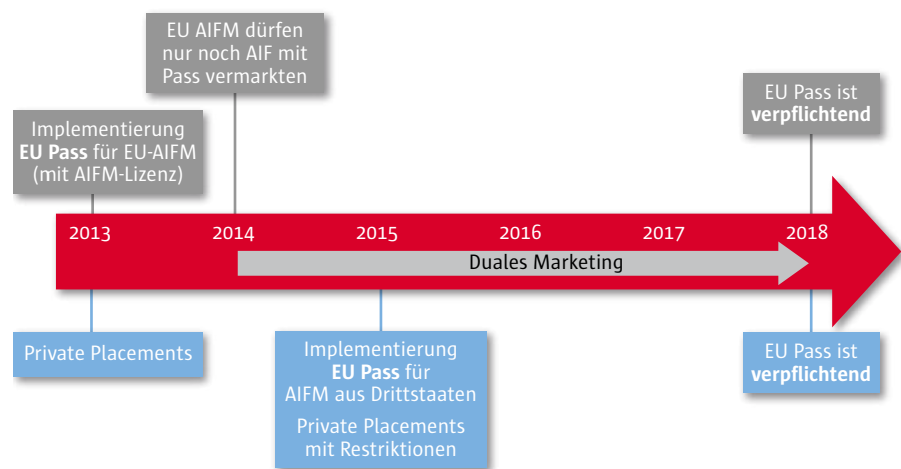 EU AIFM dürfen
nur noch AIF mit
Pass vermarkten
EU Pass ist
verpflichtend
Implementierung
EU Pass für EU-AIFM
(mit AIFM-Lizenz)
2013 2014 2015 2016 2017 2018
Duales Marketing
Private Placements
Implementierung
EU Pass für
AIFM aus Drittstaaten
Private Placements
mit Restriktionen
EU Pass ist
verpflichtend